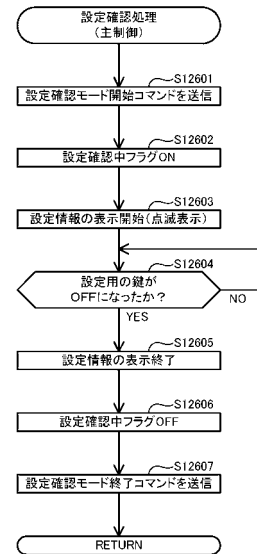 設定確認処理
(主制御)
S12601
設定確認モード開始コマンドを送信
S12602
設定確認中フラグON
S12603
設定情報の表示開始(点滅表示)
S12604
設定用の鍵が
OFFになったか？
NO
YES
S12605
設定情報の表示終了
S12606
設定確認中フラグOFF
S12607
設定確認モード終了コマンドを送信
RETURN